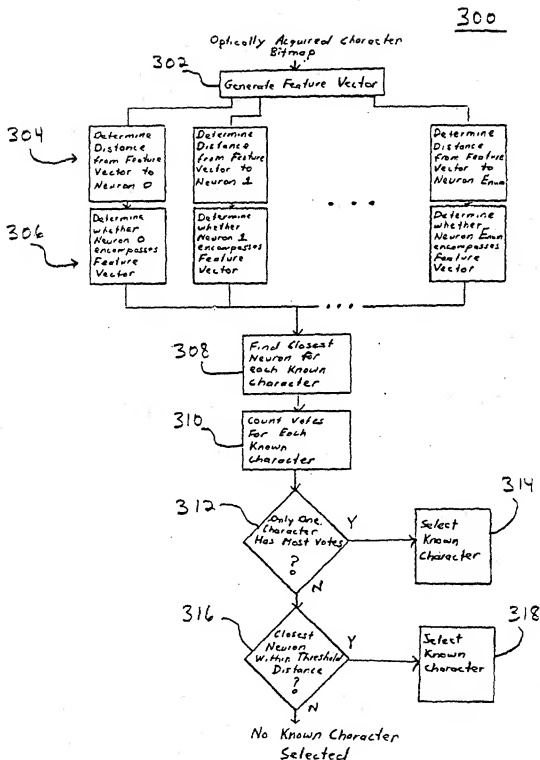 300
Optically Acquired Character
Bitmap
302
Generate Feature Vector
304
Determine
Distance
from Feature
Vector to
Neuron 0
Determine
Distance
from Feature
Vector to
Neuron 1
Determine
Distance
from Feature
Vector to
Neuron Enum
306
Determine
whether
Neuron 0
encompasses
Feature
Vector
Determine
whether
Neuron 1
encompasses
Feature
Vector
Determine
whether
Neuron Enum
encompasses
Feature
Vector
308
Find Closest
Neuron for
each Known
Character
310
Count Votes
For Each
Known
Character
312
Only One
Character
Has Most Votes
?
Y
N
314
Select
Known
Character
316
Closest
Neuron
Within Threshold
Distance
?
Y
N
318
Select
Known
Character
No Known Character
Selected